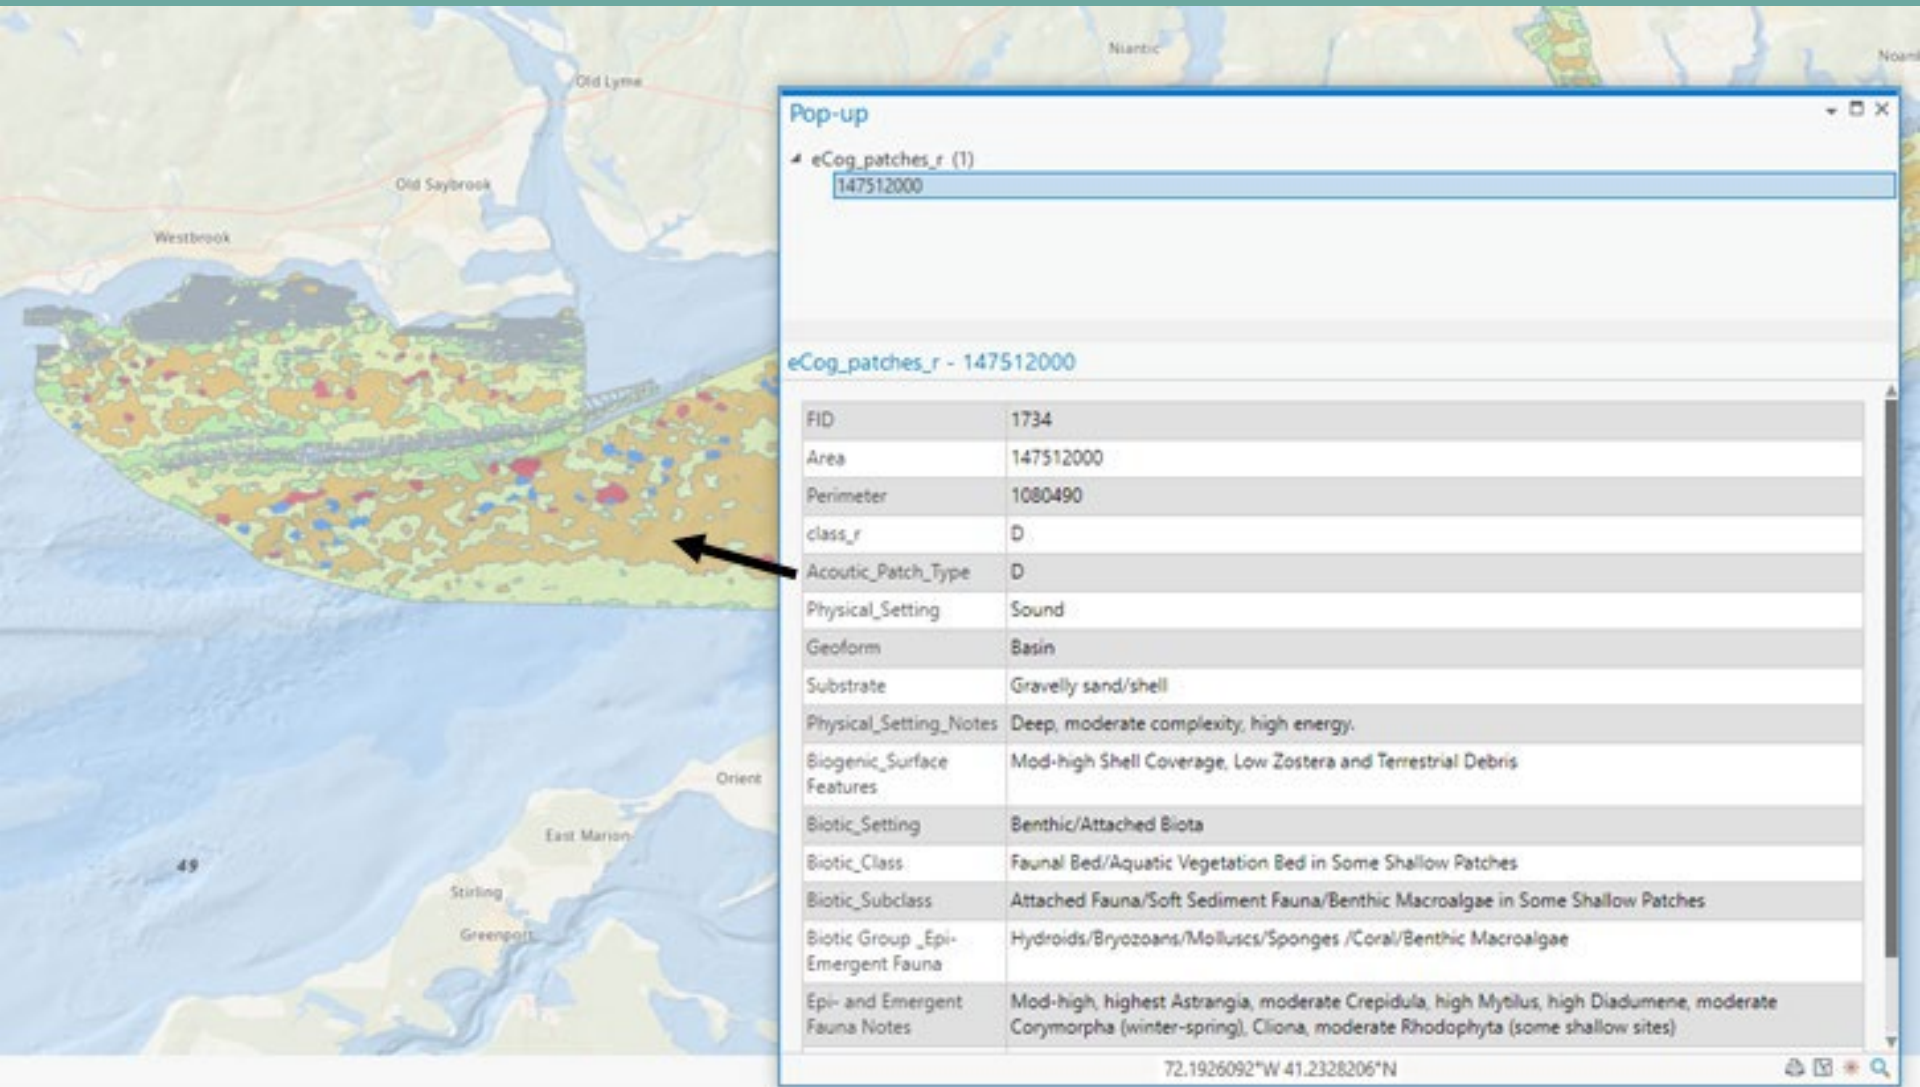 Niantic
Noank
Old Lyme
Old Saybrook
Westbrook
Orient
East Marion
49
Stirling
Greenport
Pop-up
eCog_patches_r (1)
147512000
eCog_patches_r - 147512000
FID 1734
Area 147512000
Perimeter 1080490
class_r D
Acoutic_Patch_Type D
Physical_Setting Sound
Geoform Basin
Substrate Gravelly sand/shell
Physical_Setting_Notes Deep, moderate complexity, high energy.
Biogenic_Surface Mod-high Shell Coverage, Low Zostera and Terrestrial Debris
Features
Biotic_Setting Benthic/Attached Biota
Biotic_Class Faunal Bed/Aquatic Vegetation Bed in Some Shallow Patches
Biotic_Subclass Attached Fauna/Soft Sediment Fauna/Benthic Macroalgae in Some Shallow Patches
Biotic Group _Epi- Hydroids/Bryozoans/Molluscs/Sponges /Coral/Benthic Macroalgae
Emergent Fauna
Epi- and Emergent Mod-high, highest Astrangia, moderate Crepidula, high Mytilus, high Diadumene, moderate
Fauna Notes Corymorpha (winter-spring), Cliona, moderate Rhodophyta (some shallow sites)
72.1926092°W 41.2328206°N